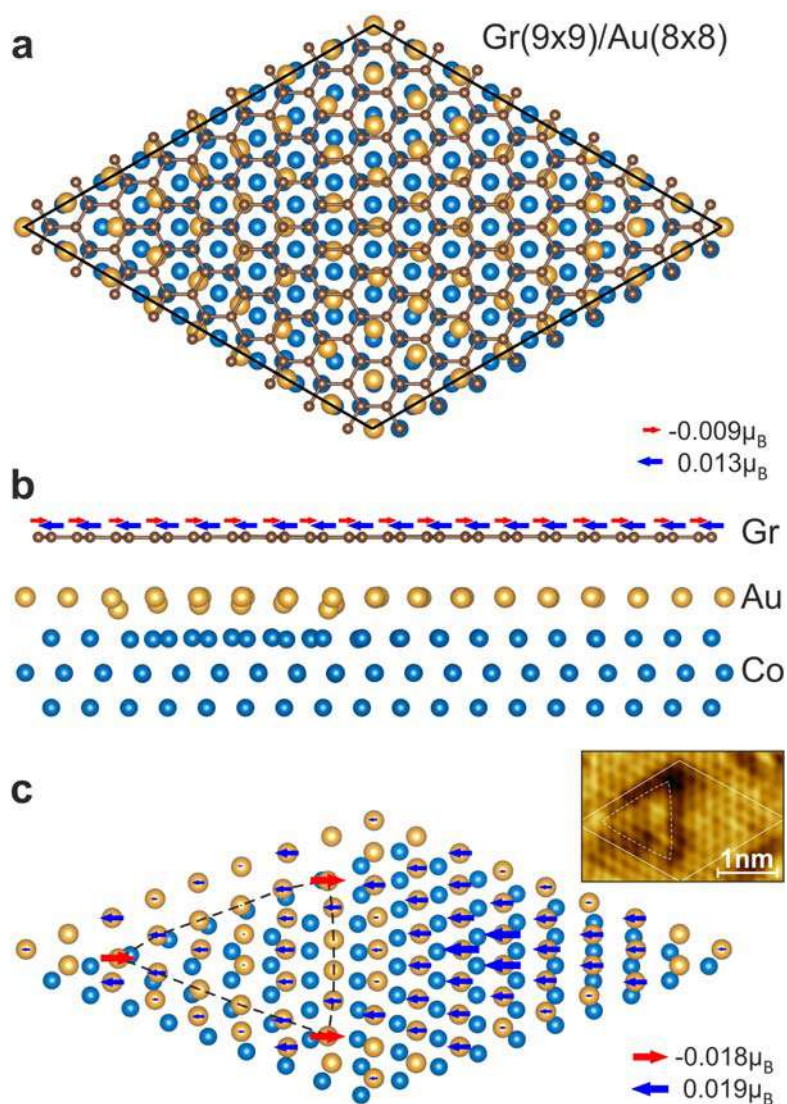 a
Gr(9x9)/Au(8x8)
-0.009μB
0.013μB
b
Gr
Au
Co
c
1nm
-0.018μB
0.019μB